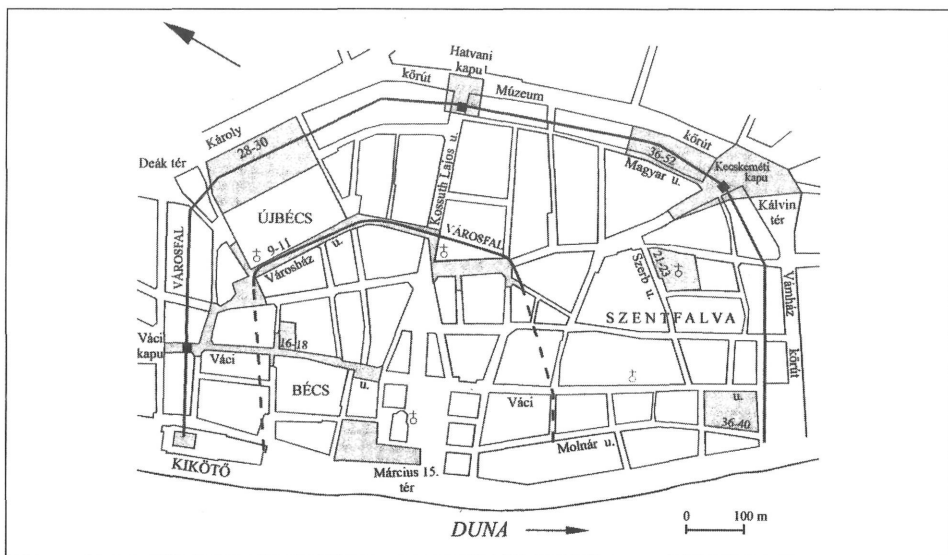 Hatvani
kapu
körút
Múzeum
Károly
28-30
körút
Deák tér
36-52
Magyar u.
Kecskeméti
kapu
Kálvin
tér
Kossuth Lajos u.
ÚJBÉCS
VÁROSFAL
9-11
Városház
u.
VÁROSFAL
21-23
Szerb u.
Vámház
körút
SZENTFALVA
Váci
kapu
Váci
16-18
u.
BÉCS
Váci
u.
36-40
Molnár u.
KIKÖTŐ
Március 15.
tér
DUNA
0 100 m